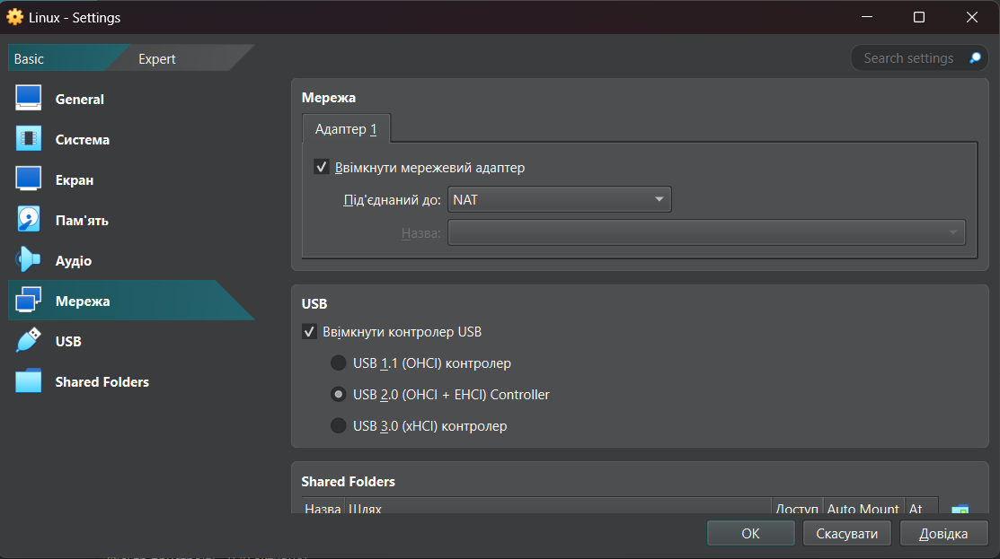 Linux - Settings
Basic
Expert
Search settings
General
Система
Екран
Пам'ять
Аудіо
Мережа
USB
Shared Folders
Мережа
Адаптер 1
Ввімкнути мережевий адаптер
Під'єднаний до: NAT
Назва:
USB
Ввімкнути контролер USB
USB 1.1 (OHCI) контролер
USB 2.0 (OHCI + EHCI) Controller
USB 3.0 (xHCI) контролер
Shared Folders
Назва Шлях Доступ Auto Mount At
OK Скасувати Довідка